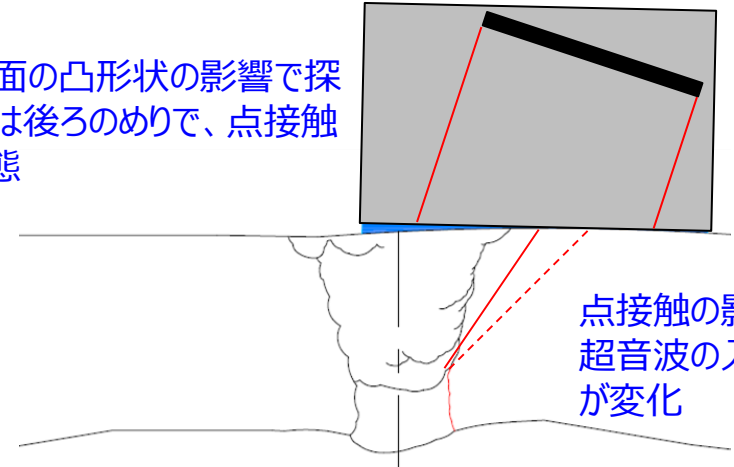 面の凸形状の影響で探
は後ろのめりで、点接触
態
点接触の影
超音波の入
が変化